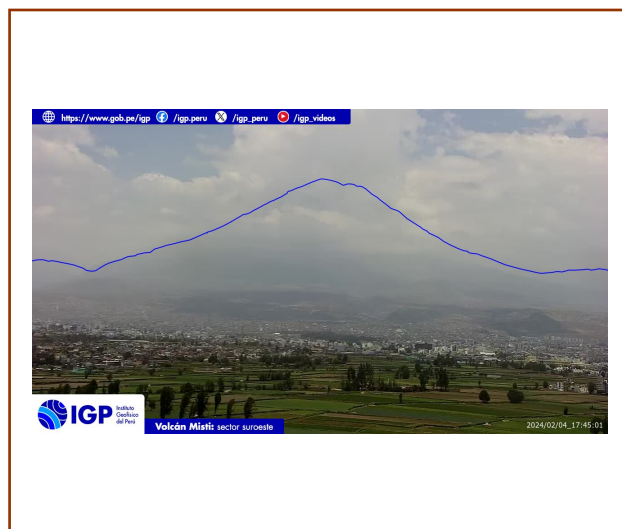 https://www.gob.pe/igp /igp.peru /igp_peru /igp_videos
IGP
Instituto
Geofísico
del Perú
Volcán Misti: sector suroeste
2024/02/04_17:45:01